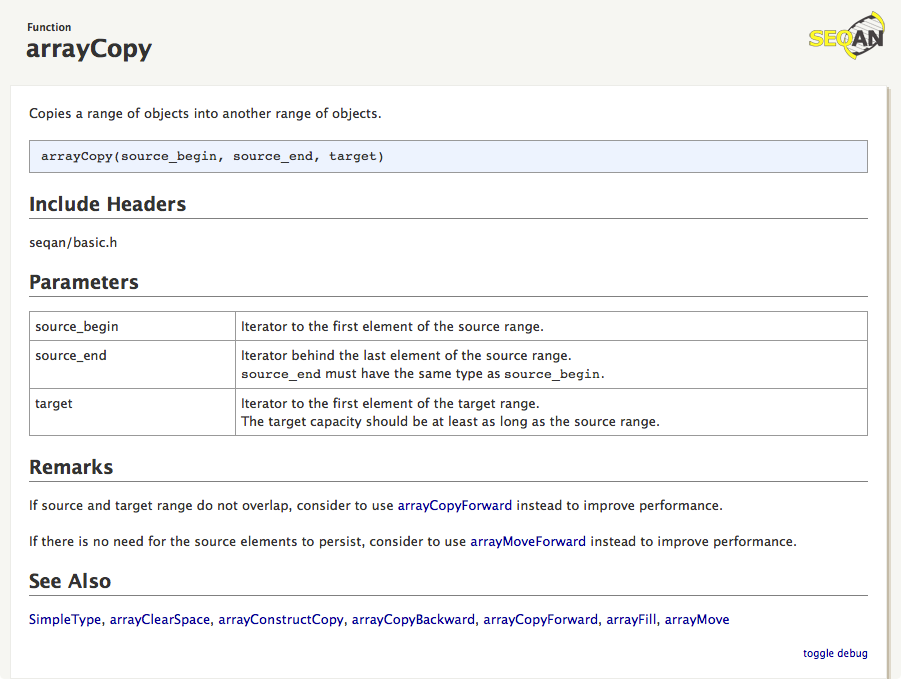 Function
arrayCopy
SEQAN
Copies a range of objects into another range of objects.
arrayCopy(source_begin, source_end, target)
Include Headers
seqan/basic.h
Parameters
source_begin
Iterator to the first element of the source range.
source_end
Iterator behind the last element of the source range.
source_end must have the same type as source_begin.
target
Iterator to the first element of the target range.
The target capacity should be at least as long as the source range.
Remarks
If source and target range do not overlap, consider to use arrayCopyForward instead to improve performance.
If there is no need for the source elements to persist, consider to use arrayMoveForward instead to improve performance.
See Also
SimpleType, arrayClearSpace, arrayConstructCopy, arrayCopyBackward, arrayCopyForward, arrayFill, arrayMove
toggle debug